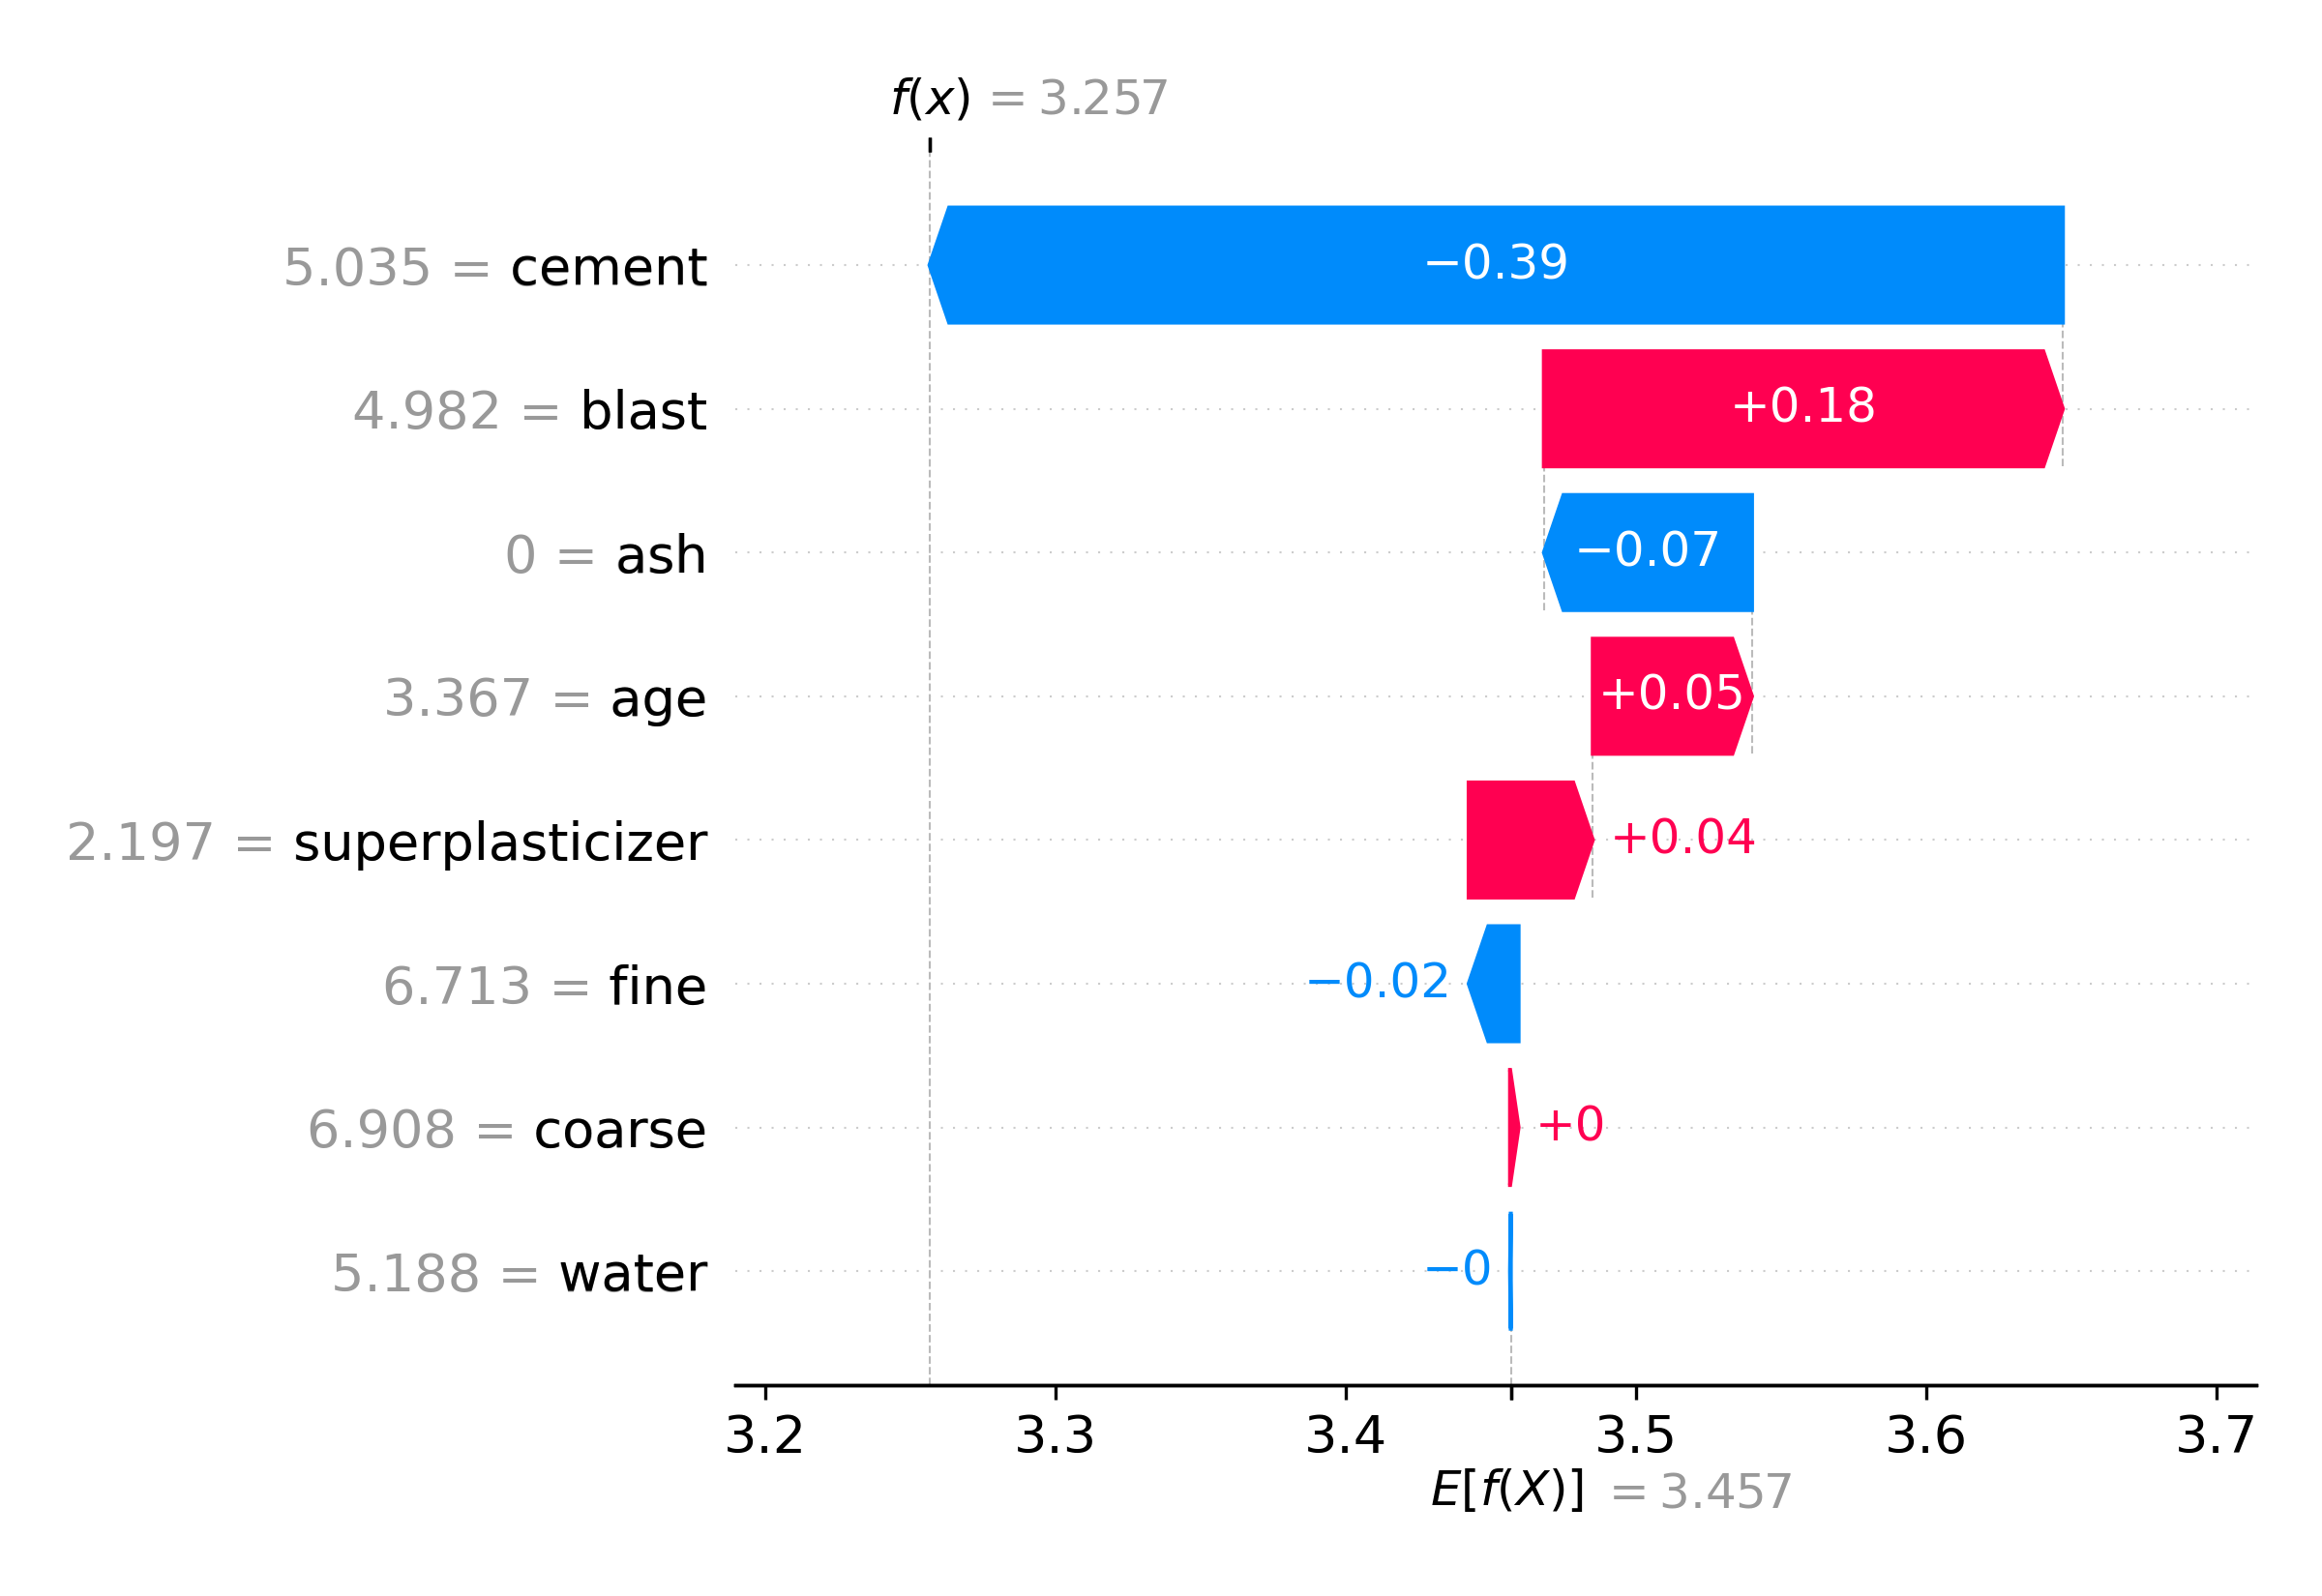 f(x) = 3.257
5.035 = cement −0.39
4.982 = blast +0.18
0 = ash −0.07
3.367 = age +0.05
2.197 = superplasticizer +0.04
6.713 = fine −0.02
6.908 = coarse +0
5.188 = water −0
3.2 3.3 3.4 3.5 3.6 3.7
E[f(X)] = 3.457